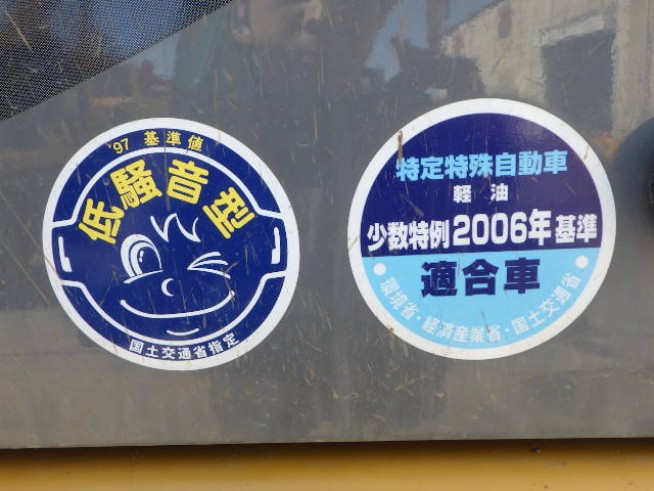 '97 基準値
低騒音型
国土交通省指定
特定特殊自動車
軽油
少数特例2006年基準
適合車
環境省・経済産業省・国土交通省